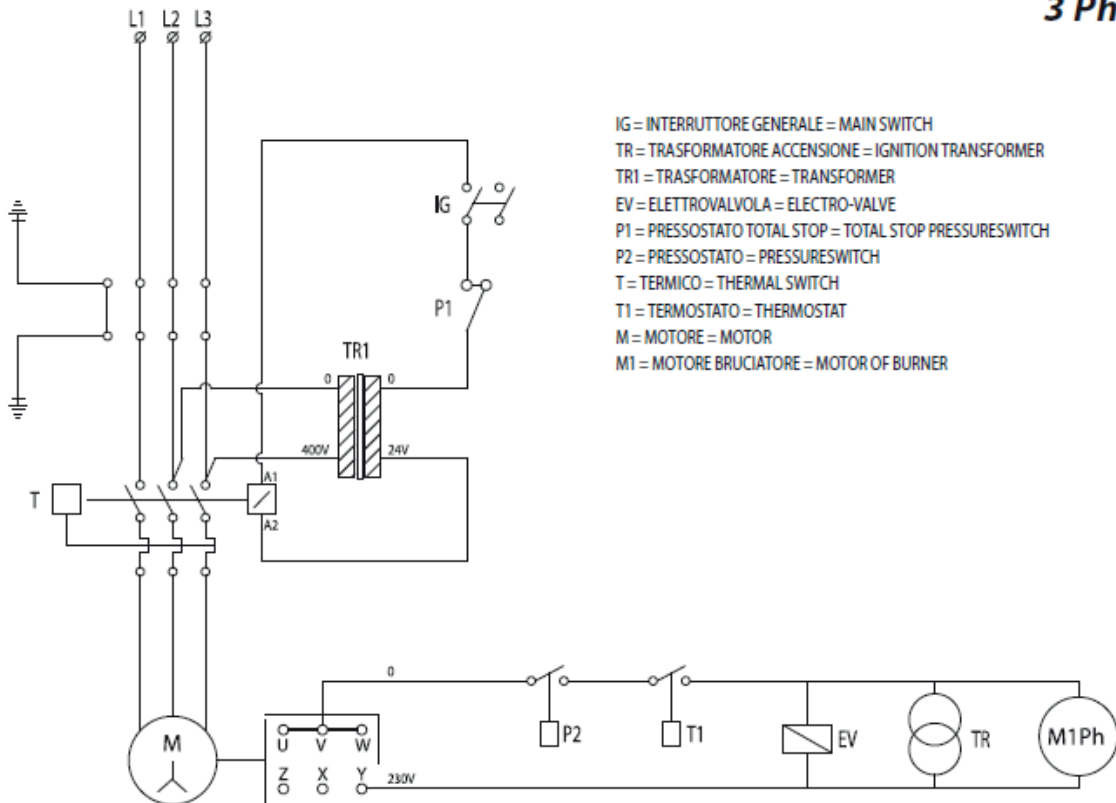 3 Ph
L1 L2 L3
IG = INTERRUTTORE GENERALE = MAIN SWITCH
TR = TRASFORMATORE ACCENSIONE = IGNITION TRANSFORMER
TR1 = TRASFORMATORE = TRANSFORMER
EV = ELETTROVALVOLA = ELECTRO-VALVE
P1 = PRESSOSTATO TOTAL STOP = TOTAL STOP PRESSURESWITCH
P2 = PRESSOSTATO = PRESSURESWITCH
T = TERMICO = THERMAL SWITCH
T1 = TERMOSTATO = THERMOSTAT
M = MOTORE = MOTOR
M1 = MOTORE BRUCIATORE = MOTOR OF BURNER
IG
P1
TR1
0 0
400V 24V
A1
T
A2
0
P2 T1 EV TR M1Ph
M
U V W
Z X Y 230V